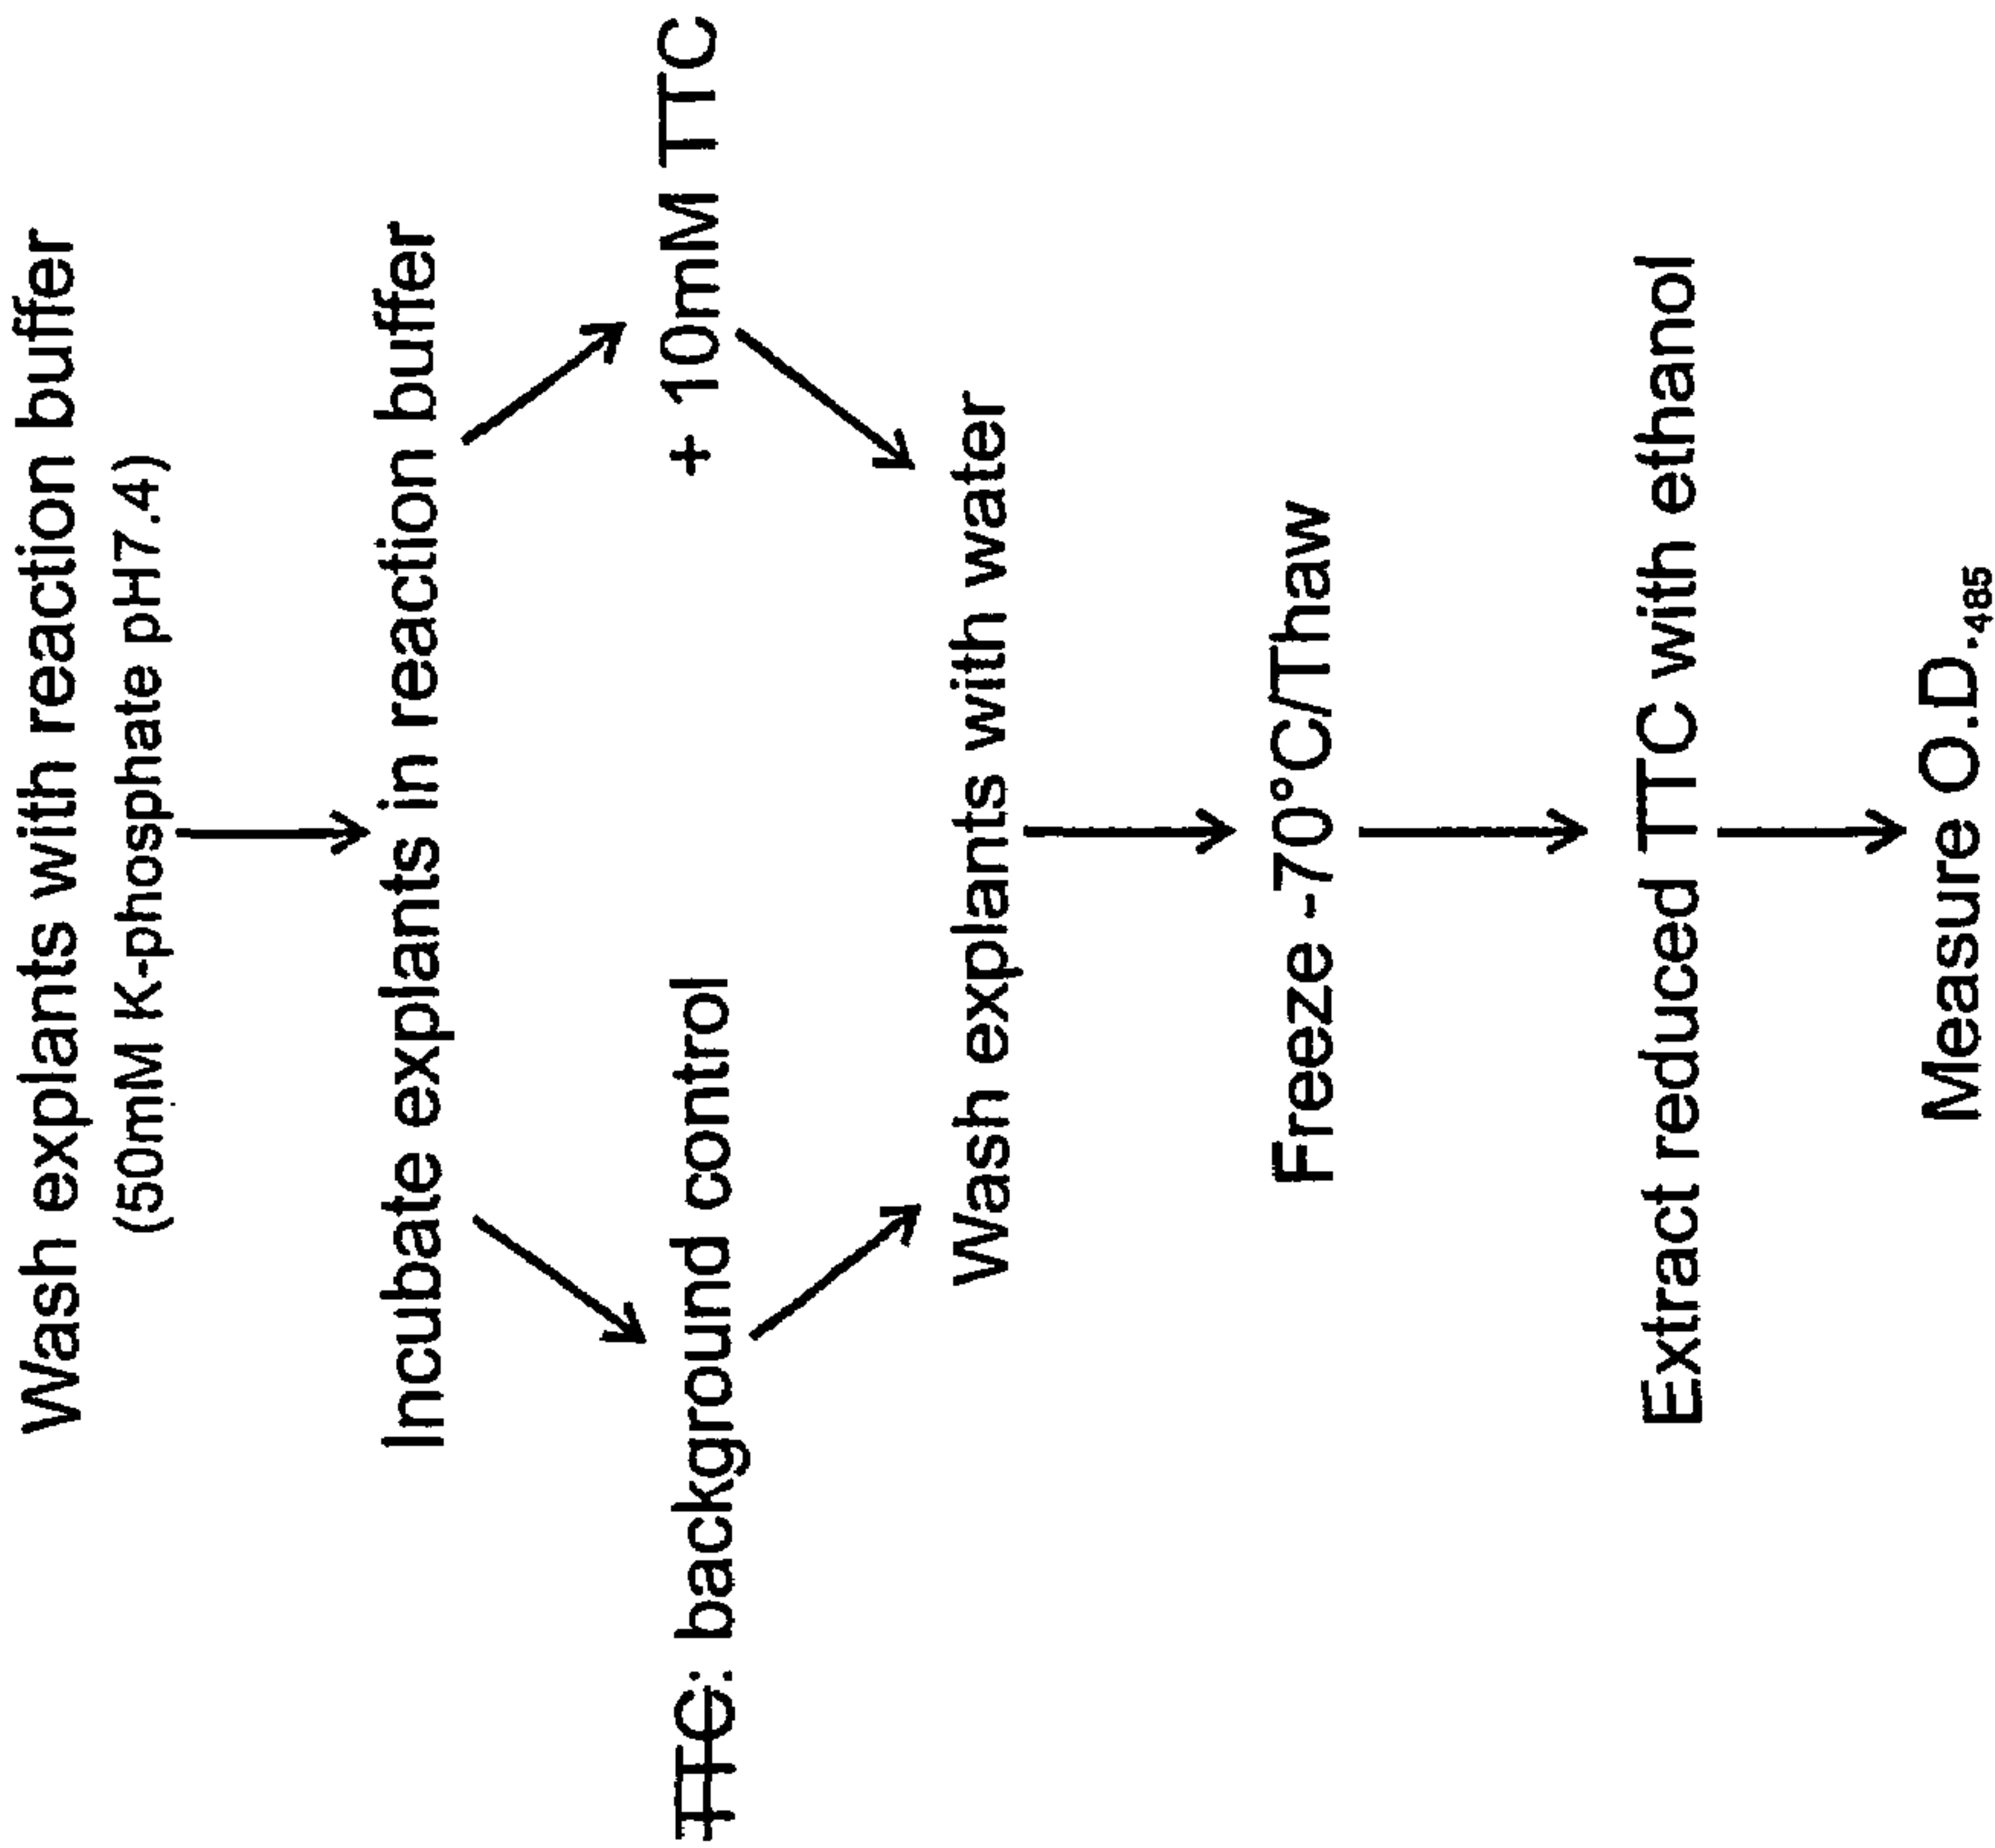 Wash explants with reaction buffer
(50mM K-phosphate pH7.4)
Incubate explants in reaction buffer
TTC: background control
+ 10mM TTC
Wash explants with water
Freeze -70°C/Thaw
Extract reduced TTC with ethanol
Measure O.D.485